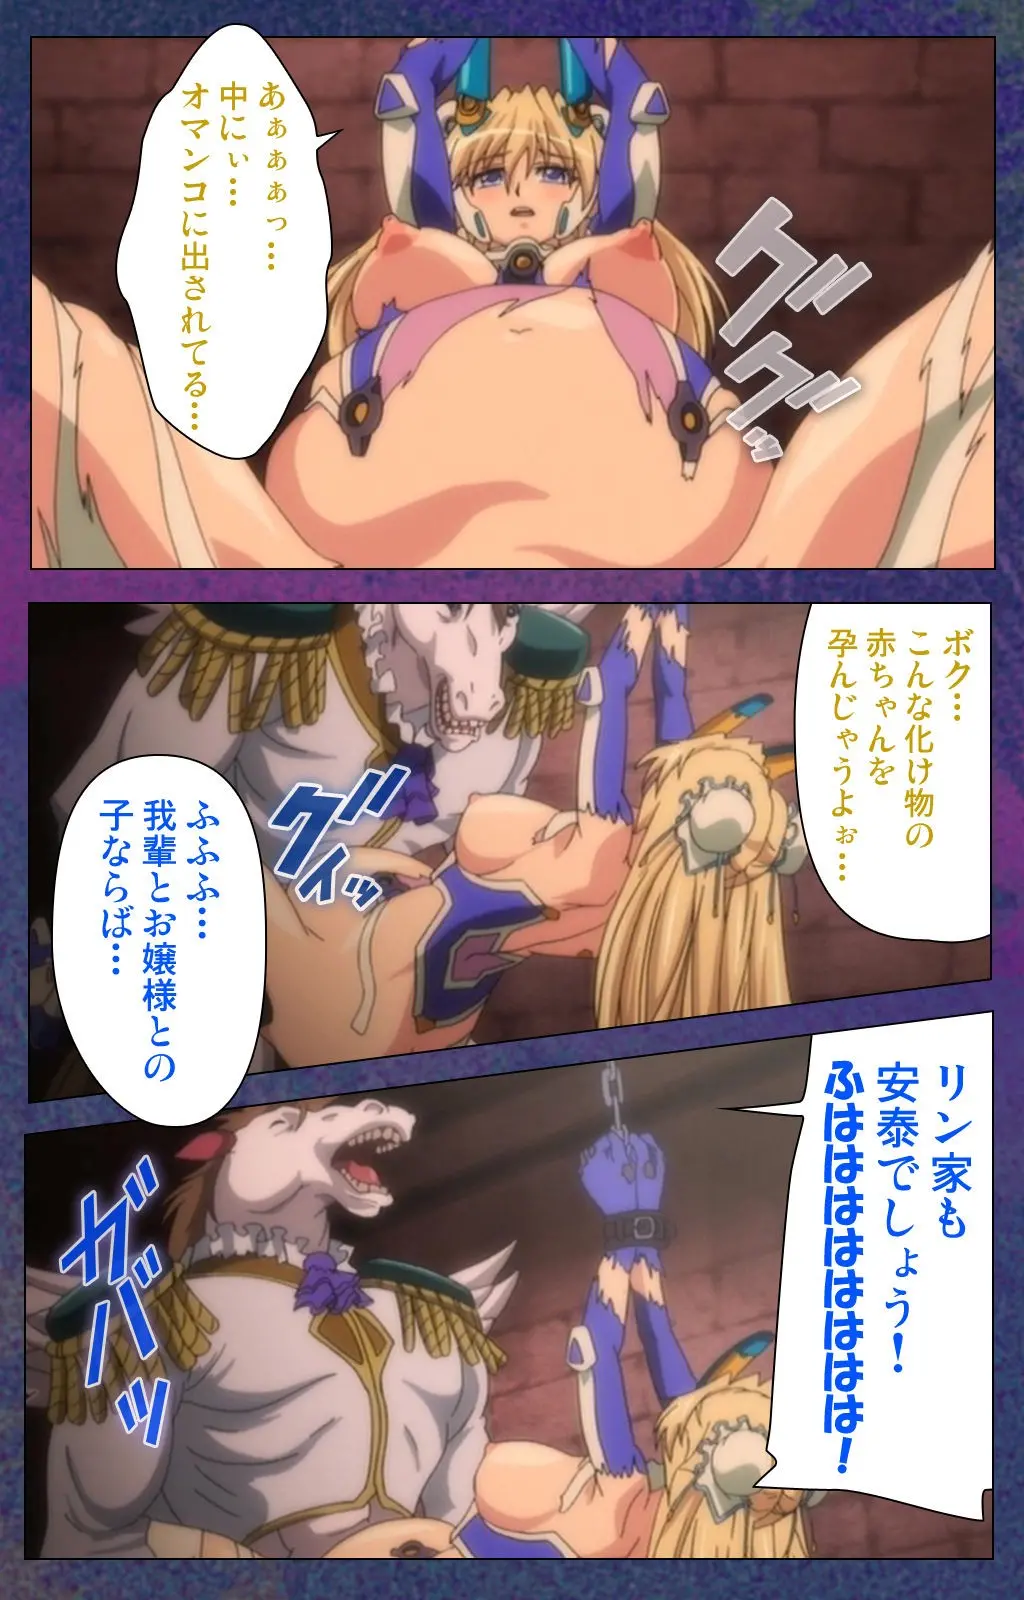 あぁぁぁっ…
中にぃ…
オマンコに出されてる…
グググッ
ボク…
こんな化け物の
赤ちゃんを
孕んじゃうよぉ…
グイッ
ふふふ…
我輩とお嬢様との
子ならば…
リン家も
安泰でしょう！
ふはははははははは！
ガバッ